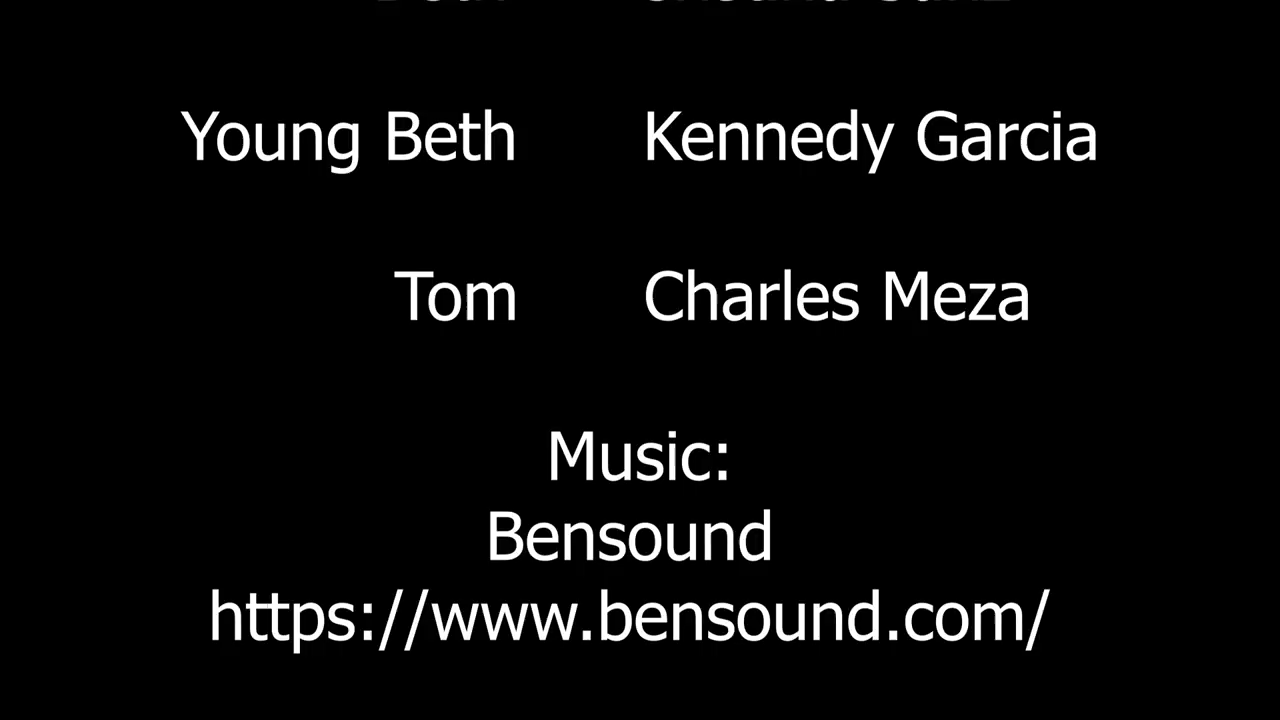 Young Beth Kennedy Garcia
Tom Charles Meza
Music:
Bensound
https://www.bensound.com/